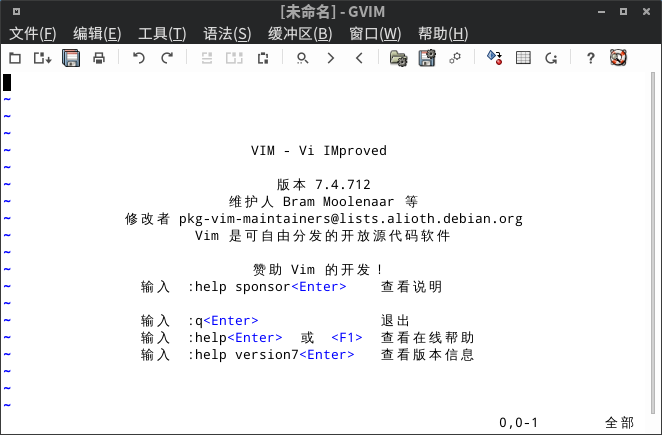 [未命名] - GVIM
文件(F) 编辑(E) 工具(T) 语法(S) 缓冲区(B) 窗口(W) 帮助(H)
~
~
~
~ VIM - Vi IMproved
~
~ 版本 7.4.712
~ 维护人 Bram Moolenaar 等
~ 修改者 pkg-vim-maintainers@lists.alioth.debian.org
~ Vim 是可自由分发的开放源代码软件
~
~ 赞助 Vim 的开发！
~ 输入 :help sponsor<Enter> 查看说明
~
~ 输入 :q<Enter> 退出
~ 输入 :help<Enter> 或 <F1> 查看在线帮助
~ 输入 :help version7<Enter> 查看版本信息
~
~
~
0,0-1 全部